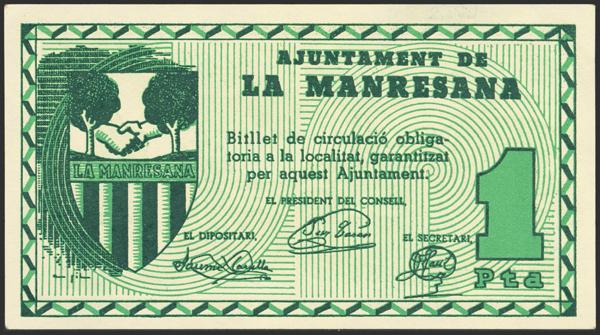 AJUNTAMENT DE
LA MANRESANA
Bitllet de circulació obliga-
toria a la localitat, garantitzat
per aquest Ajuntament.
EL PRESIDENT DEL CONSELL,
EL DIPOSITARI,
EL SECRETARI,
LA MANRESANA
1
Pta